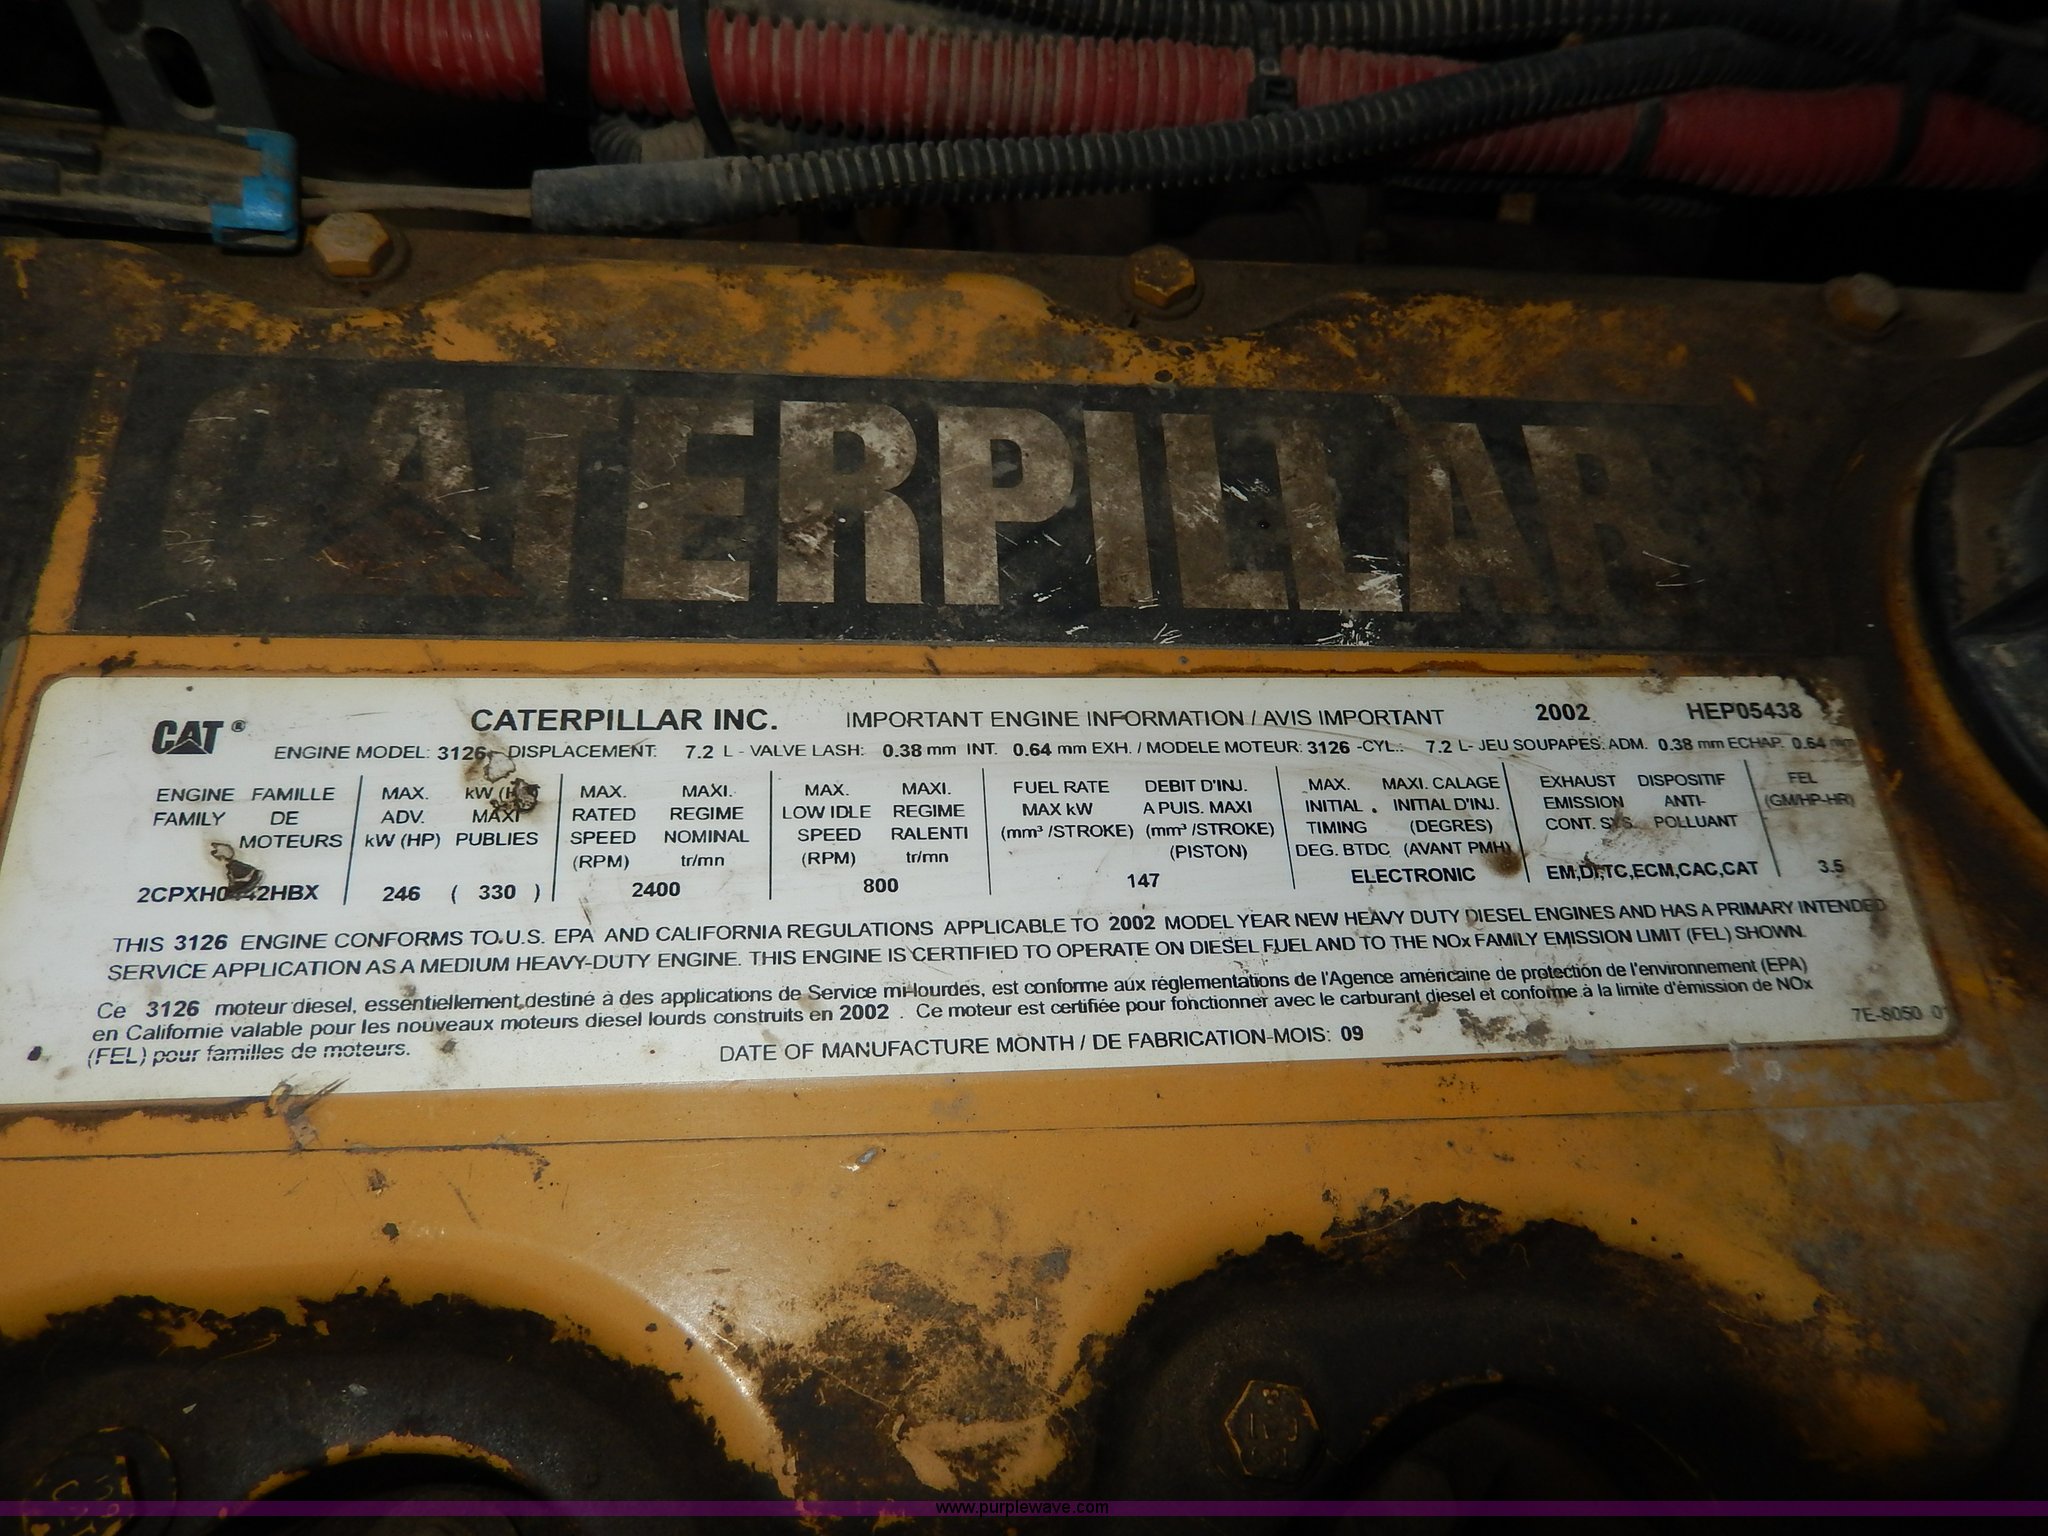 CATERPILLAR
CAT ® CATERPILLAR INC. IMPORTANT ENGINE INFORMATION / AVIS IMPORTANT 2002 HEP05438
ENGINE MODEL: 3126 DISPLACEMENT: 7.2 L - VALVE LASH: 0.38 mm INT. 0.64 mm EXH. / MODELE MOTEUR: 3126 -CYL.: 7.2 L- JEU SOUPAPES: ADM. 0.38 mm ECHAP. 0.64 mm
ENGINE FAMILLE MAX. kW MAX. MAXI. MAX. MAXI. FUEL RATE DEBIT D'INJ. MAX. MAXI. CALAGE EXHAUST DISPOSITIF FEL
FAMILY DE ADV. MAXI RATED REGIME LOW IDLE REGIME MAX kW A PUIS. MAXI INITIAL INITIAL D'INJ. EMISSION ANTI- (GM/HP-HR)
MOTEURS kW (HP) PUBLIES SPEED NOMINAL SPEED RALENTI (mm³ /STROKE) (mm³ /STROKE) TIMING (DEGRES) CONT. SYS. POLLUANT
(RPM) tr/mn (RPM) tr/mn (PISTON) DEG. BTDC (AVANT PMH)
246 ( 330 ) 2400 800 147 ELECTRONIC EM,DI,TC,ECM,CAC,CAT 3.5
THIS 3126 ENGINE CONFORMS TO U.S. EPA AND CALIFORNIA REGULATIONS APPLICABLE TO 2002 MODEL YEAR NEW HEAVY DUTY DIESEL ENGINES AND HAS A PRIMARY INTENDED
SERVICE APPLICATION AS A MEDIUM HEAVY-DUTY ENGINE. THIS ENGINE IS CERTIFIED TO OPERATE ON DIESEL FUEL AND TO THE NOx FAMILY EMISSION LIMIT (FEL) SHOWN.
Ce 3126 moteur diesel, essentiellement destiné à des applications de Service mi-lourdes, est conforme aux réglementations de l'Agence américaine de protection de l'environnement (EPA)
en Californie valable pour les nouveaux moteurs diesel lourds construits en 2002 . Ce moteur est certifiée pour fonctionner avec le carburant diesel et conforme à la limite d'émission de NOx
(FEL) pour familles de moteurs.
DATE OF MANUFACTURE MONTH / DE FABRICATION-MOIS: 09
7E-8050
www.purplewave.com